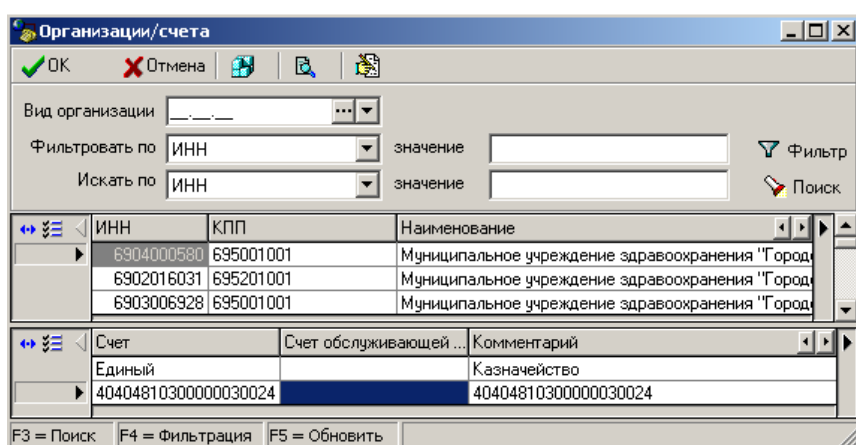 Организации/счета
OK Отмена
Вид организации __.__.__
Фильтровать по ИНН значение Фильтр
Искать по ИНН значение Поиск
ИНН КПП Наименование
6904000580 695001001 Муниципальное учреждение здравоохранения "Город
6902016031 695201001 Муниципальное учреждение здравоохранения "Город
6903006928 695001001 Муниципальное учреждение здравоохранения "Город
Счет Счет обслуживающей ... Комментарий
Единый Казначейство
40404810300000030024 40404810300000030024
F3 = Поиск F4 = Фильтрация F5 = Обновить